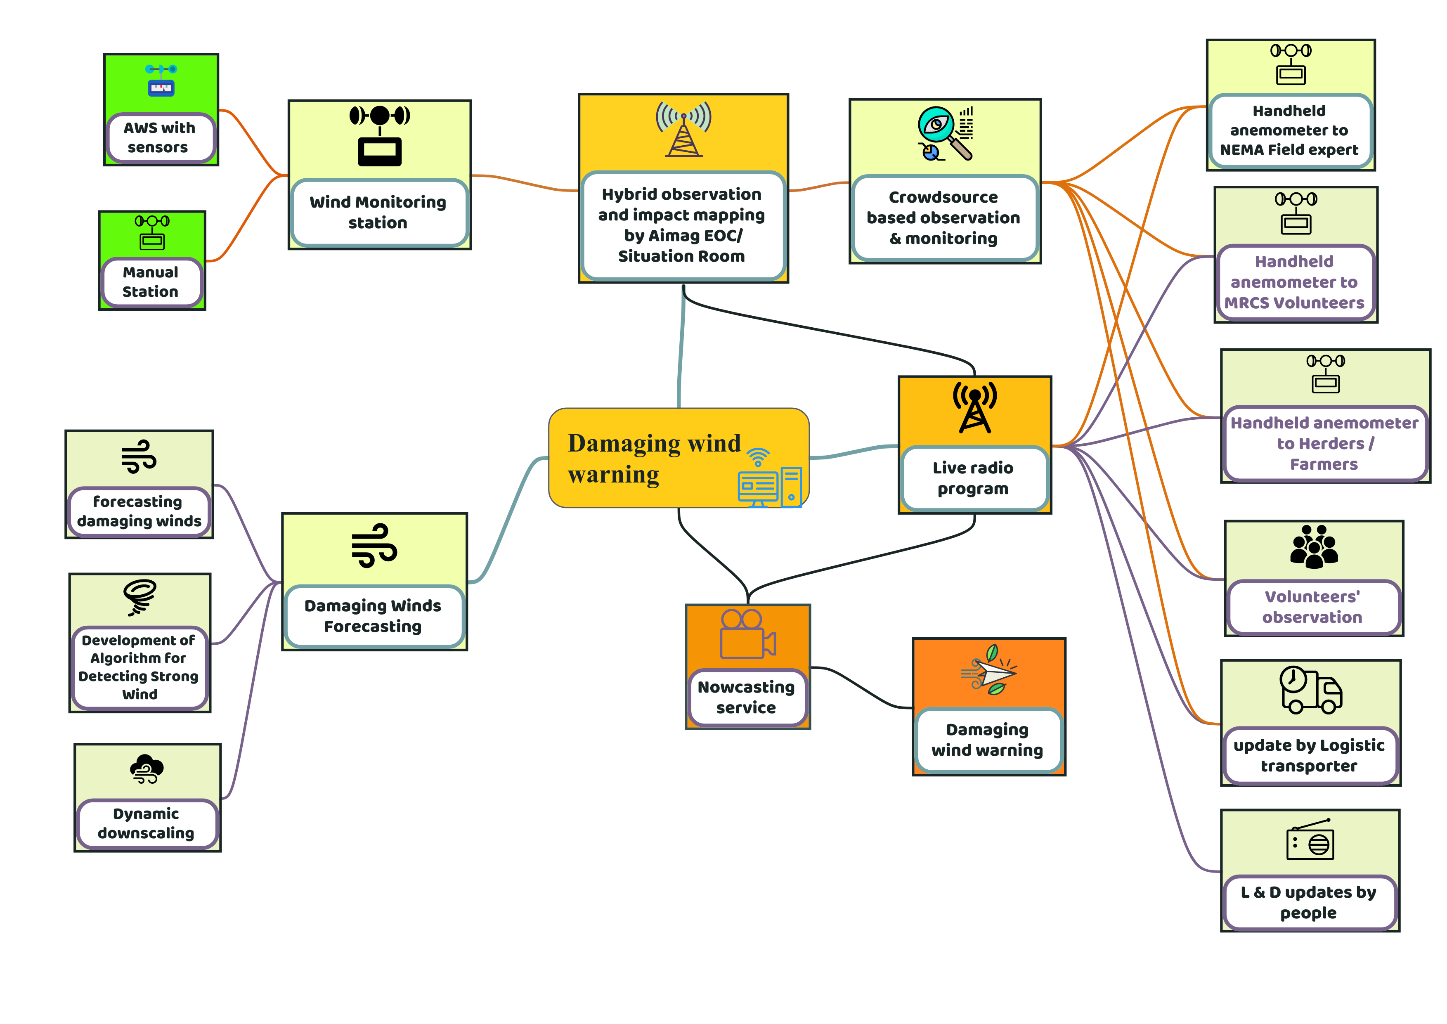 AWS with
sensors
Manual
Station
Wind Monitoring
station
Hybrid observation
and impact mapping
by Aimag EOC/
Situation Room
Crowdsource
based observation
& monitoring
Handheld
anemometer to
NEMA Field expert
Handheld
anemometer to
MRCS Volunteers
Handheld anemometer
to Herders /
Farmers
Volunteers'
observation
update by Logistic
transporter
L & D updates by
people
Damaging wind
warning
Live radio
program
forecasting
damaging winds
Development of
Algorithm for
Detecting Strong
Wind
Dynamic
downscaling
Damaging Winds
Forecasting
Nowcasting
service
Damaging
wind warning